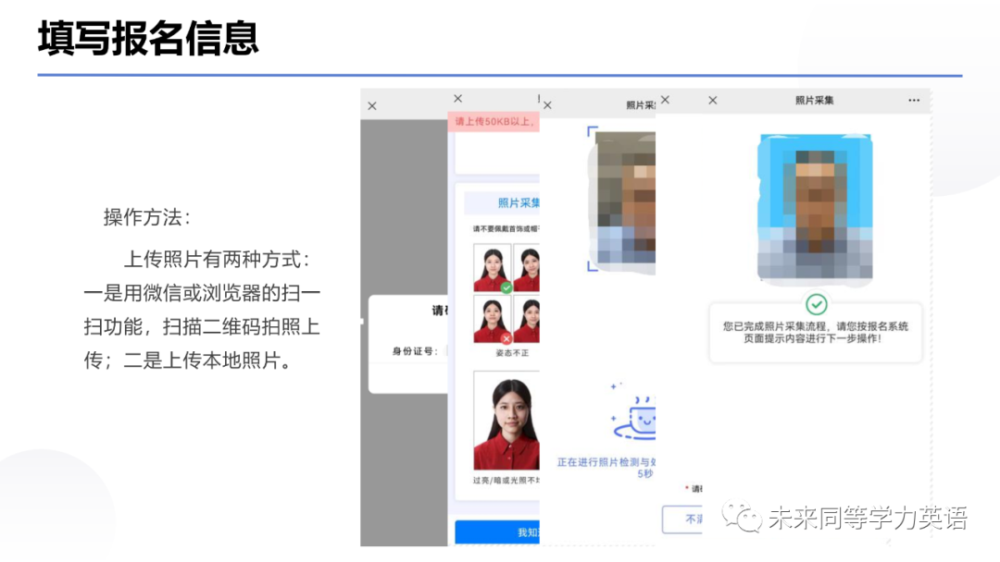 填写报名信息
操作方法：
上传照片有两种方式：
一是用微信或浏览器的扫一
扫功能，扫描二维码拍照上
传；二是上传本地照片。
身份证号：
请上传50KB以上，
照片采集
请不要佩戴首饰或帽
姿态不正
过亮/暗或光照不均
我知
照片采
正在进行照片检测与
5秒
* 请
不满
照片采集
您已完成照片采集流程，请您按报名系统
页面提示内容进行下一步操作！
未来同等学力英语